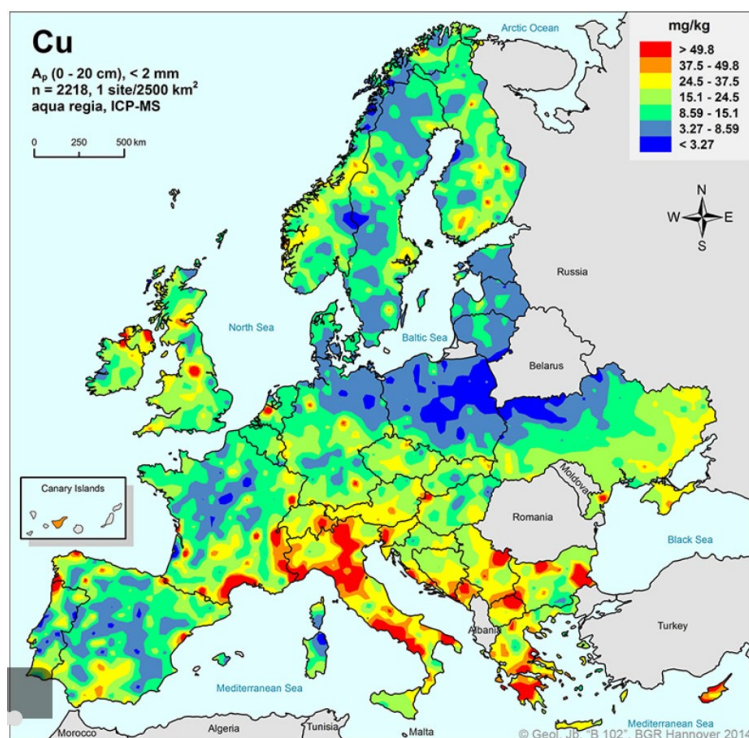 Cu
Aₚ (0 - 20 cm), < 2 mm
n = 2218, 1 site/2500 km²
aqua regia, ICP-MS
0 250 500 km
mg/kg
> 49.8
37.5 - 49.8
24.5 - 37.5
15.1 - 24.5
8.59 - 15.1
3.27 - 8.59
< 3.27
Arctic Ocean
N
W E
S
Russia
North Sea
Baltic Sea
Belarus
Canary Islands
Moldova
Romania
Black Sea
Albania
Turkey
Mediterranean Sea
Mediterranean Sea
Morocco
Algeria
Tunisia
Malta
© Geol. Jb. "B 102", BGR Hannover 2014